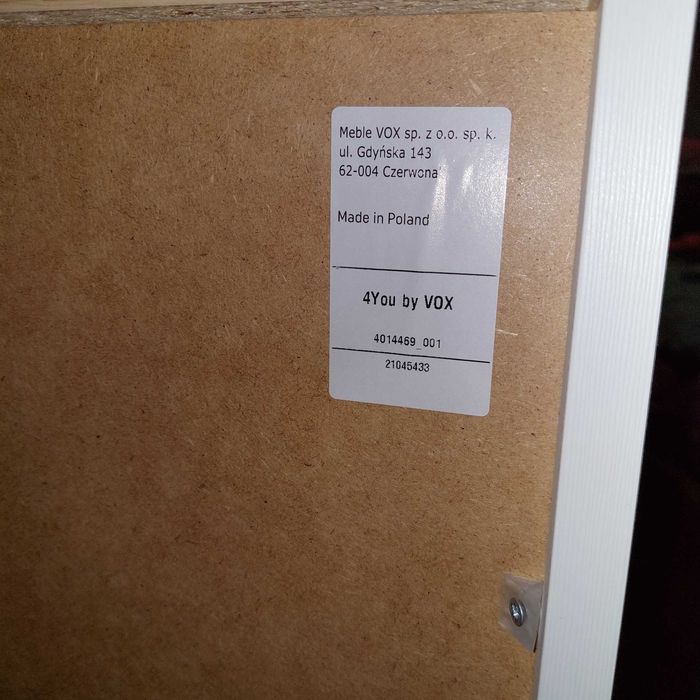 Meble VOX sp. z o.o. sp. k.
ul. Gdyńska 143
62-004 Czerwona
Made in Poland
4You by VOX
4014469_001
21045433